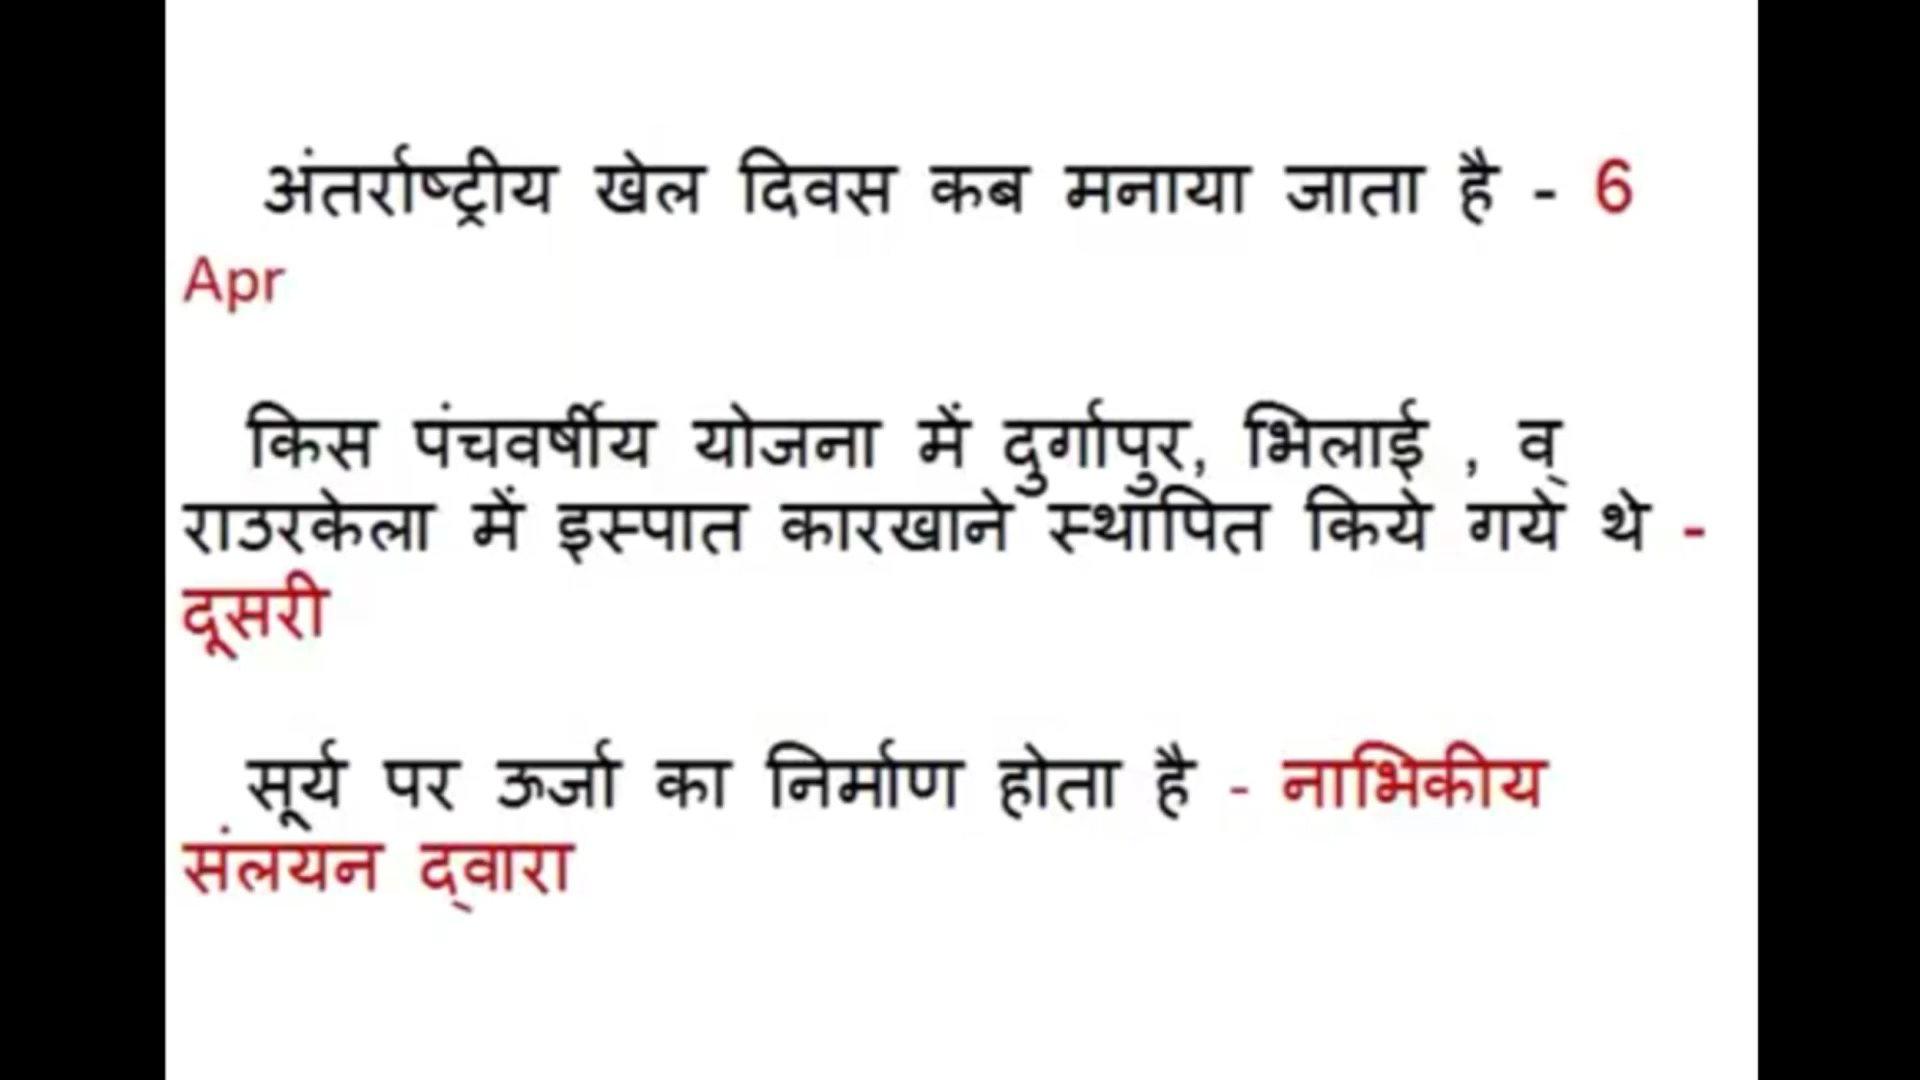 अंतर्राष्ट्रीय खेल दिवस कब मनाया जाता है - 6
Apr
किस पंचवर्षीय योजना में दुर्गापुर, भिलाई , व्
राउरकेला में इस्पात कारखाने स्थापित किये गये थे -
दूसरी
सूर्य पर ऊर्जा का निर्माण होता है - नाभिकीय
संलयन द्वारा